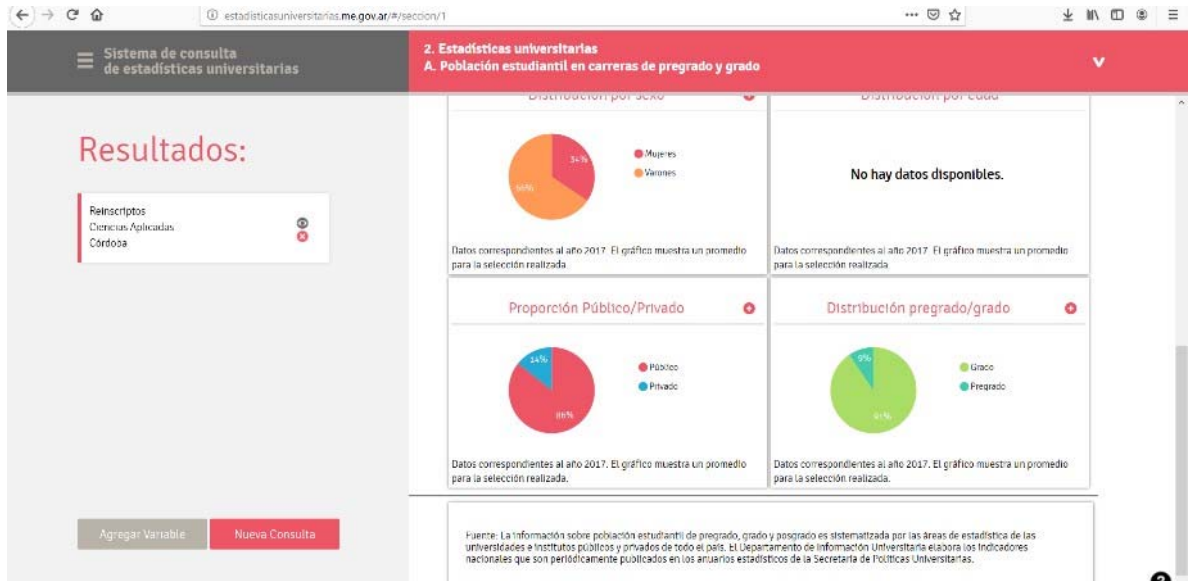 estadisticasuniversitarias.me.gov.ar/#/seccion/1
Sistema de consulta
de estadísticas universitarias
2. Estadísticas universitarias
A. Población estudiantil en carreras de pregrado y grado
Resultados:
Reinscriptos
Ciencias Aplicadas
Córdoba
Agregar Variable
Nueva Consulta
Distribución por sexo
34%
66%
Mujeres
Varones
Datos correspondientes al año 2017. El gráfico muestra un promedio
para la selección realizada.
Distribución por edad
No hay datos disponibles.
Datos correspondientes al año 2017. El gráfico muestra un promedio
para la selección realizada.
Proporción Público/Privado
14%
86%
Público
Privado
Datos correspondientes al año 2017. El gráfico muestra un promedio
para la selección realizada.
Distribución pregrado/grado
9%
91%
Grado
Pregrado
Datos correspondientes al año 2017. El gráfico muestra un promedio
para la selección realizada.
Fuente: La información sobre población estudiantil de pregrado, grado y posgrado es sistematizada por las áreas de estadística de las
universidades e institutos públicos y privados de todo el país. El Departamento de Información Universitaria elabora los indicadores
nacionales que son periódicamente publicados en los anuarios estadísticos de la Secretaría de Políticas Universitarias.